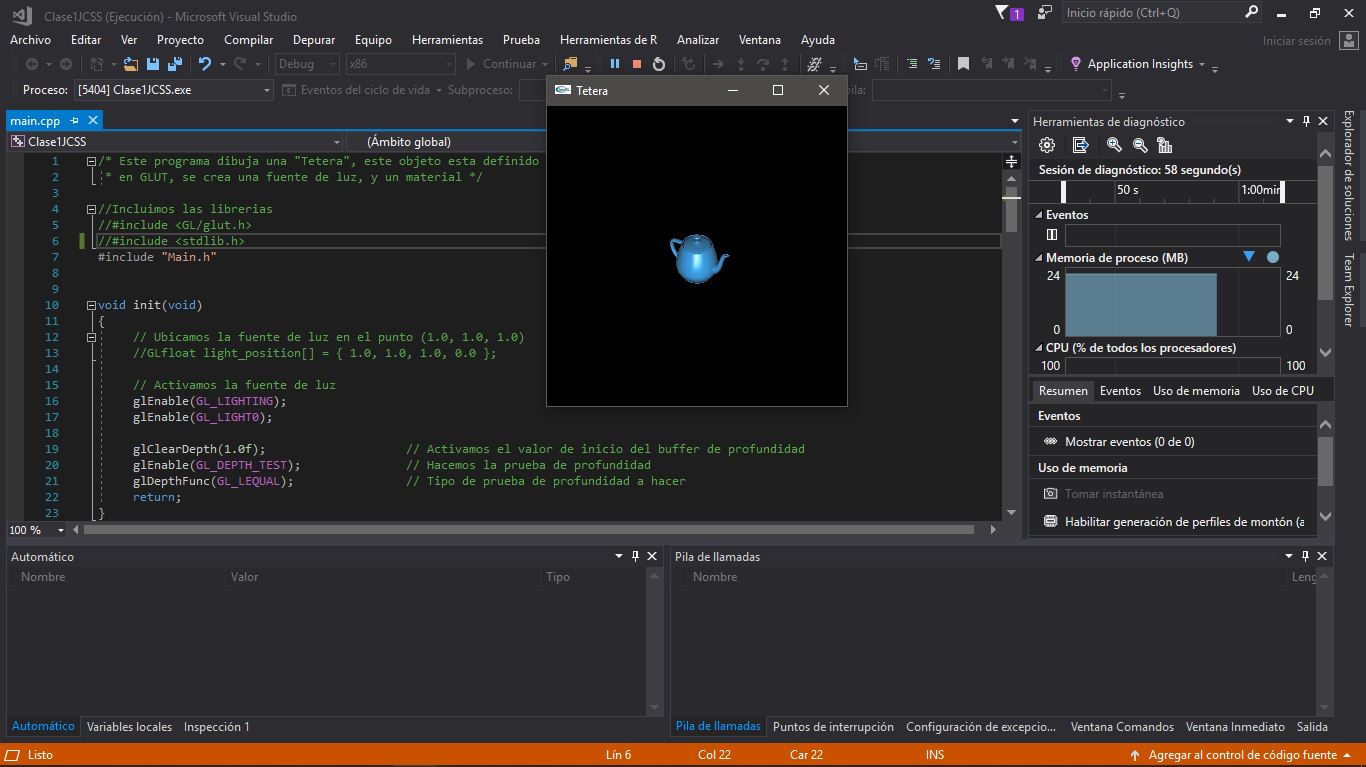 Clase1JCSS (Ejecución) - Microsoft Visual Studio
1
Inicio rápido (Ctrl+Q)
Archivo Editar Ver Proyecto Compilar Depurar Equipo Herramientas Prueba Herramientas de R Analizar Ventana Ayuda
Iniciar sesión
Debug x86 Continuar Application Insights
Proceso: [5404] Clase1JCSS.exe Eventos del ciclo de vida Subproceso:
Tetera
main.cpp
Clase1JCSS (Ámbito global)
1 /* Este programa dibuja una "Tetera", este objeto esta definido
2 * en GLUT, se crea una fuente de luz, y un material */
3
4 //Incluimos las librerias
5 //#include <GL/glut.h>
6 //#include <stdlib.h>
7 #include "Main.h"
8
9
10 void init(void)
11 {
12 // Ubicamos la fuente de luz en el punto (1.0, 1.0, 1.0)
13 //GLfloat light_position[] = { 1.0, 1.0, 1.0, 0.0 };
14
15 // Activamos la fuente de luz
16 glEnable(GL_LIGHTING);
17 glEnable(GL_LIGHT0);
18
19 glClearDepth(1.0f); // Activamos el valor de inicio del buffer de profundidad
20 glEnable(GL_DEPTH_TEST); // Hacemos la prueba de profundidad
21 glDepthFunc(GL_LEQUAL); // Tipo de prueba de profundidad a hacer
22 return;
23 }
100 %
Herramientas de diagnóstico
Sesión de diagnóstico: 58 segundo(s)
50 s 1:00min
Eventos
Memoria de proceso (MB)
24 24
0 0
CPU (% de todos los procesadores)
100 100
Resumen Eventos Uso de memoria Uso de CPU
Eventos
Mostrar eventos (0 de 0)
Uso de memoria
Tomar instantánea
Habilitar generación de perfiles de montón (a
Explorador de soluciones
Team Explorer
Automático
Nombre Valor Tipo
Automático Variables locales Inspección 1
Pila de llamadas
Nombre Leng
Pila de llamadas Puntos de interrupción Configuración de excepcio... Ventana Comandos Ventana Inmediato Salida
Listo Lín 6 Col 22 Car 22 INS Agregar al control de código fuente